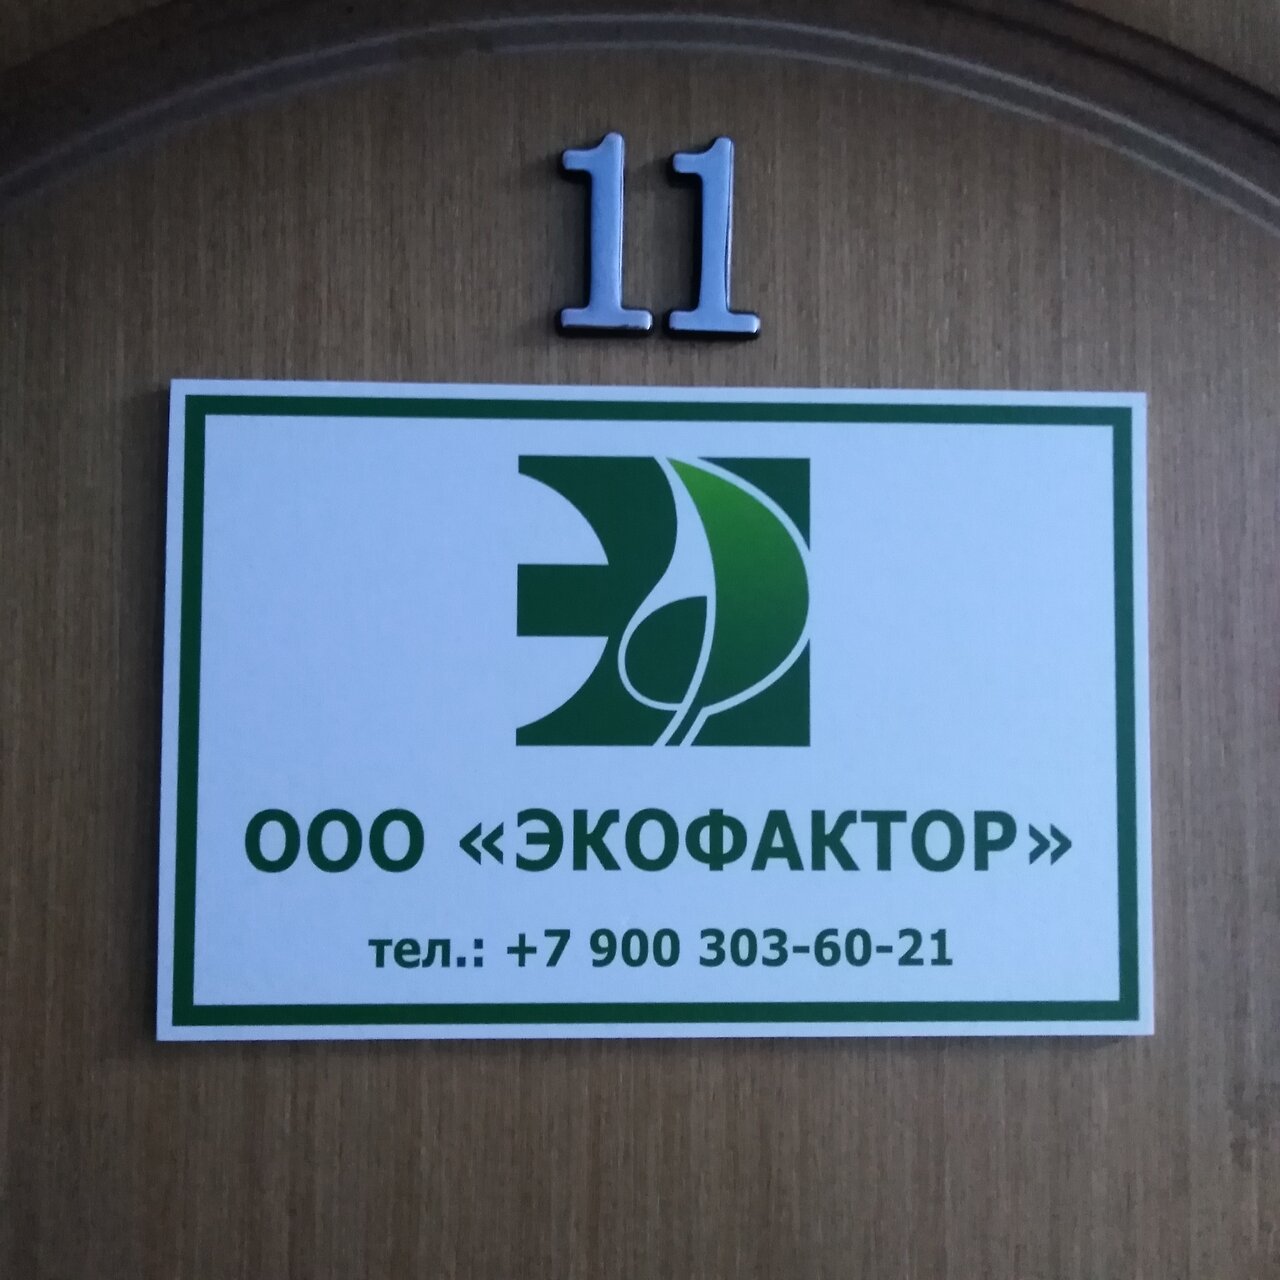 11
ООО «ЭКОФАКТОР»
тел.: +7 900 303-60-21